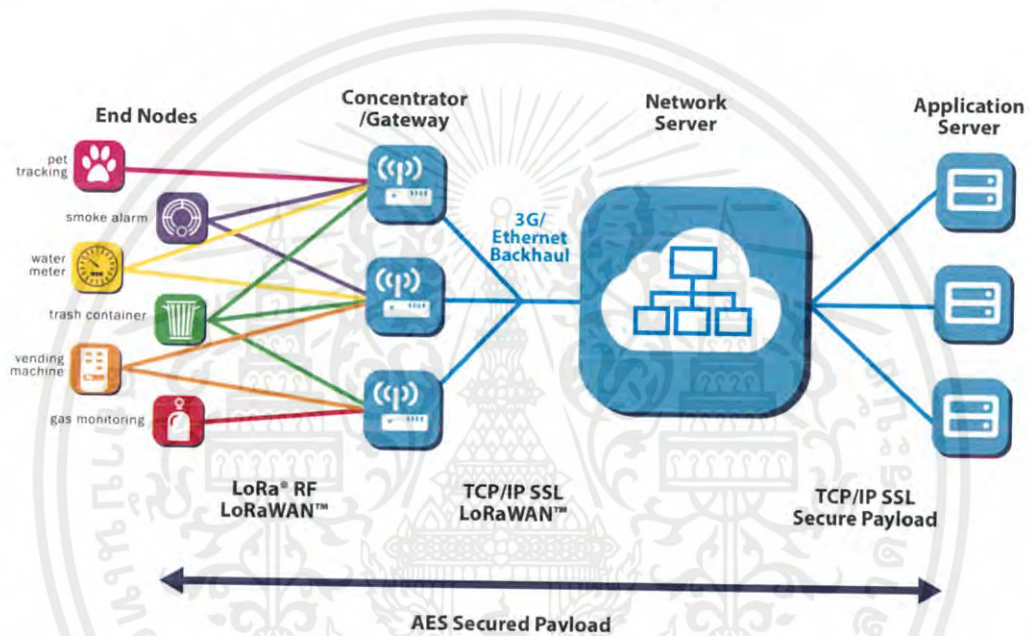 End Nodes
Concentrator
/Gateway
Network
Server
Application
Server
pet
tracking
smoke alarm
water
meter
trash container
vending
machine
gas monitoring
3G/
Ethernet
Backhaul
LoRa® RF
LoRaWAN™
TCP/IP SSL
LoRaWAN™
TCP/IP SSL
Secure Payload
AES Secured Payload